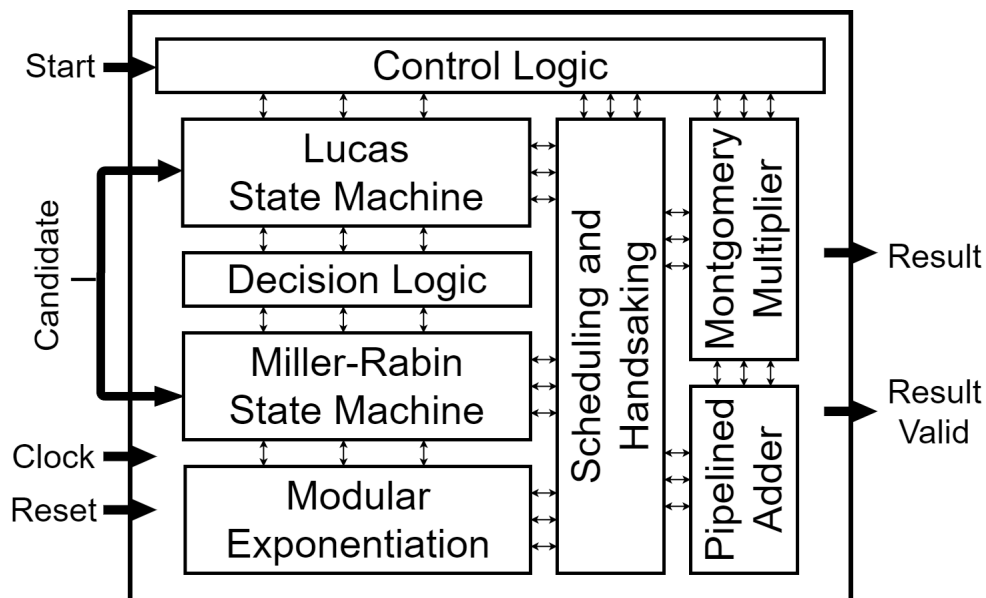 Start
Control Logic
Lucas
State Machine
Decision Logic
Miller-Rabin
State Machine
Modular
Exponentiation
Candidate
Clock
Reset
Scheduling and
Handsaking
Montgomery
Multiplier
Pipelined
Adder
Result
Result
Valid